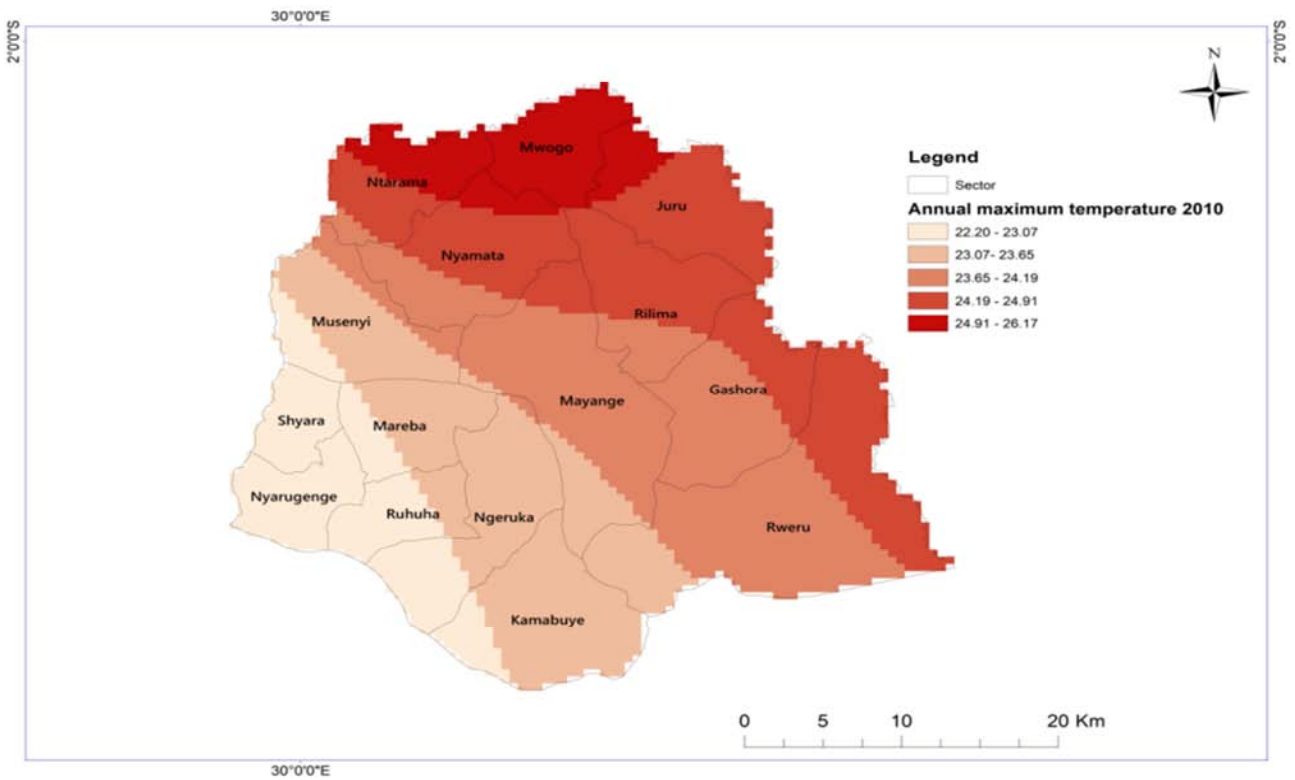 30°0'0"E
2°0'0"S
2°0'0"S
N
Mwogo
Ntarama
Juru
Nyamata
Rilima
Musenyi
Gashora
Mayange
Shyara
Mareba
Nyarugenge
Ruhuha
Ngeruka
Rweru
Kamabuye
Legend
Sector
Annual maximum temperature 2010
22.20 - 23.07
23.07- 23.65
23.65 - 24.19
24.19 - 24.91
24.91 - 26.17
0 5 10 20 Km
30°0'0"E